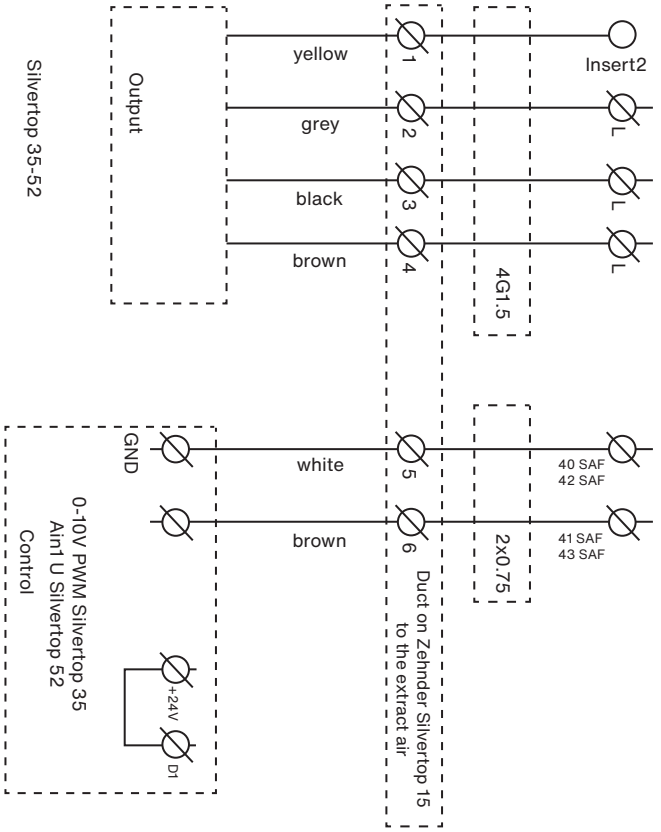 Silvertop 35-52
Output
yellow
grey
black
brown
1
2
3
4
4G1.5
Insert2
L
L
L
GND
0-10V PWM Silvertop 35
Ain1 U Silvertop 52
Control
+24V
D1
white
brown
5
6
Duct on Zehnder Silvertop 15
to the extract air
2x0.75
40 SAF
42 SAF
41 SAF
43 SAF